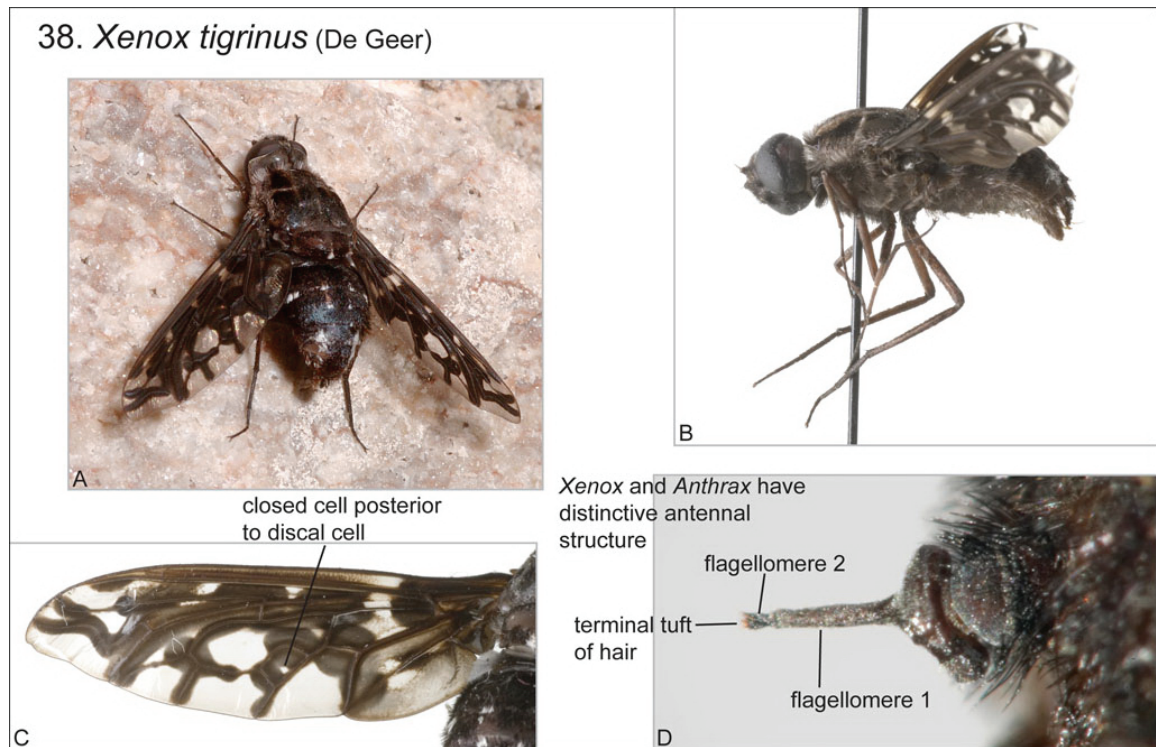 38. Xenox tigrinus (De Geer)
A
B
closed cell posterior
to discal cell
C
Xenox and Anthrax have
distinctive antennal
structure
flagellomere 2
terminal tuft
of hair
flagellomere 1
D